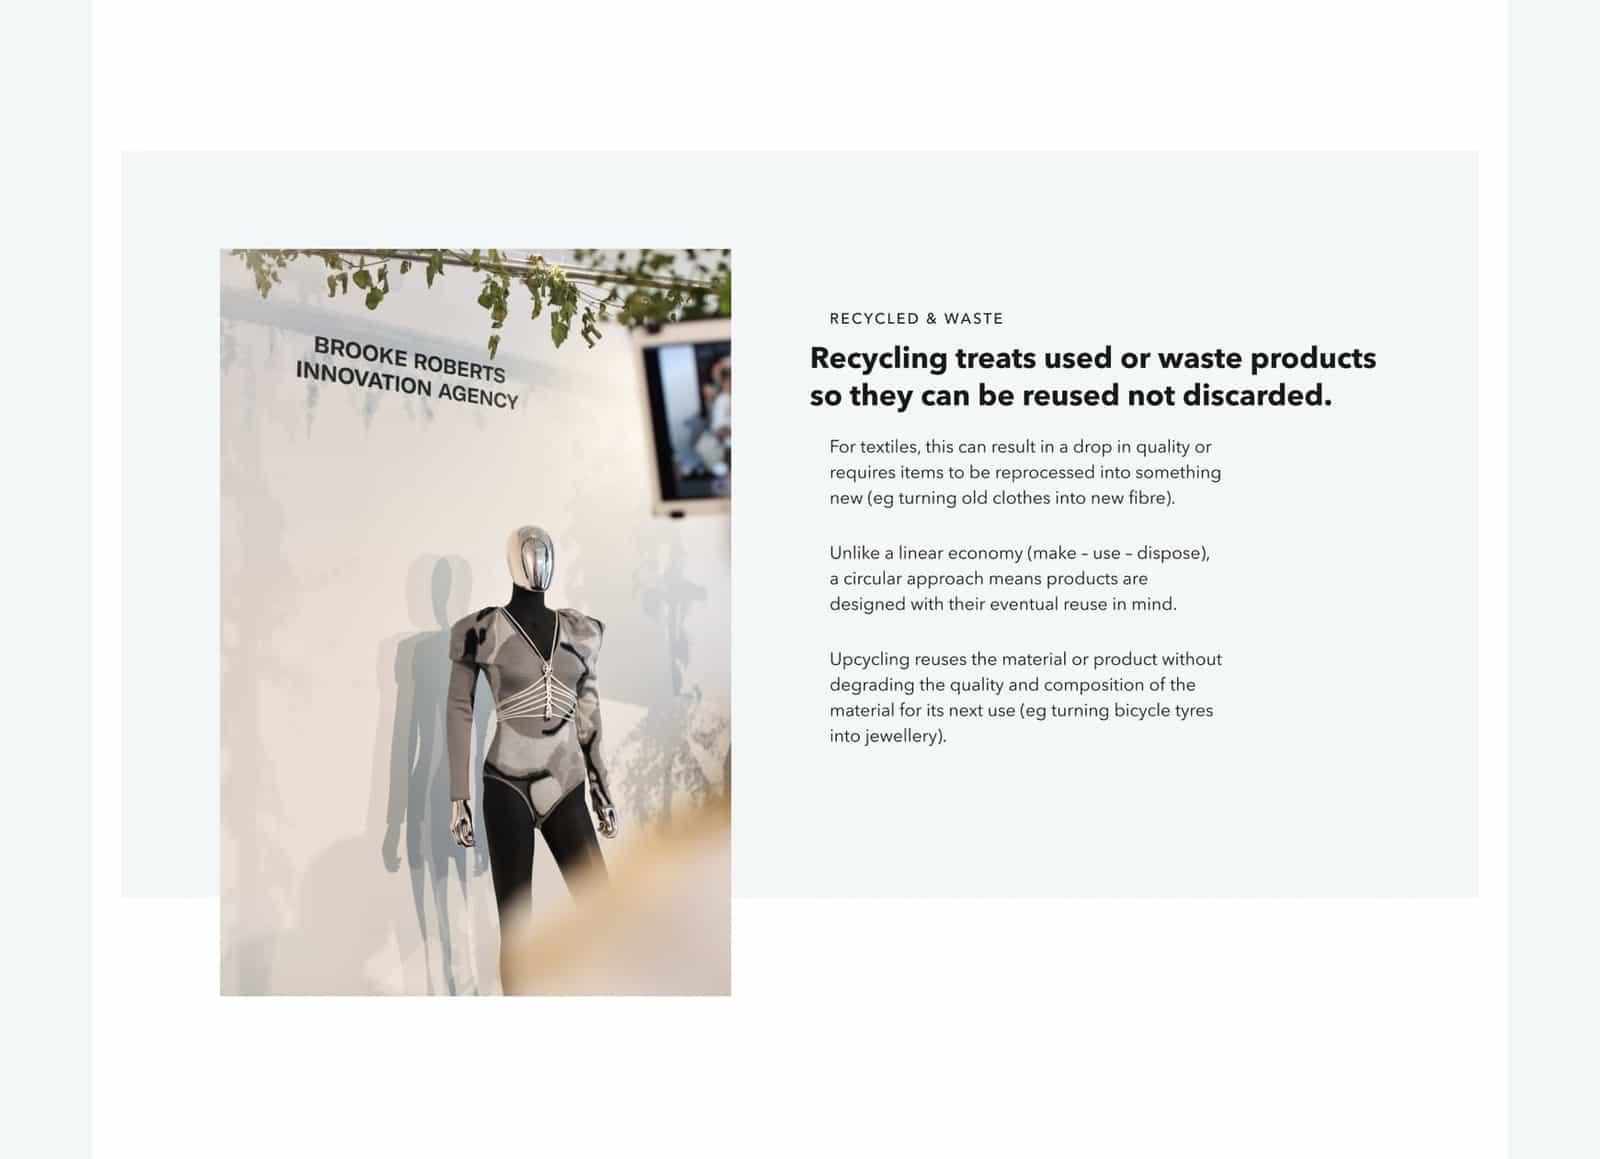 BROOKE ROBERTS
INNOVATION AGENCY
RECYCLED & WASTE
Recycling treats used or waste products
so they can be reused not discarded.
For textiles, this can result in a drop in quality or
requires items to be reprocessed into something
new (eg turning old clothes into new fibre).
Unlike a linear economy (make – use – dispose),
a circular approach means products are
designed with their eventual reuse in mind.
Upcycling reuses the material or product without
degrading the quality and composition of the
material for its next use (eg turning bicycle tyres
into jewellery).